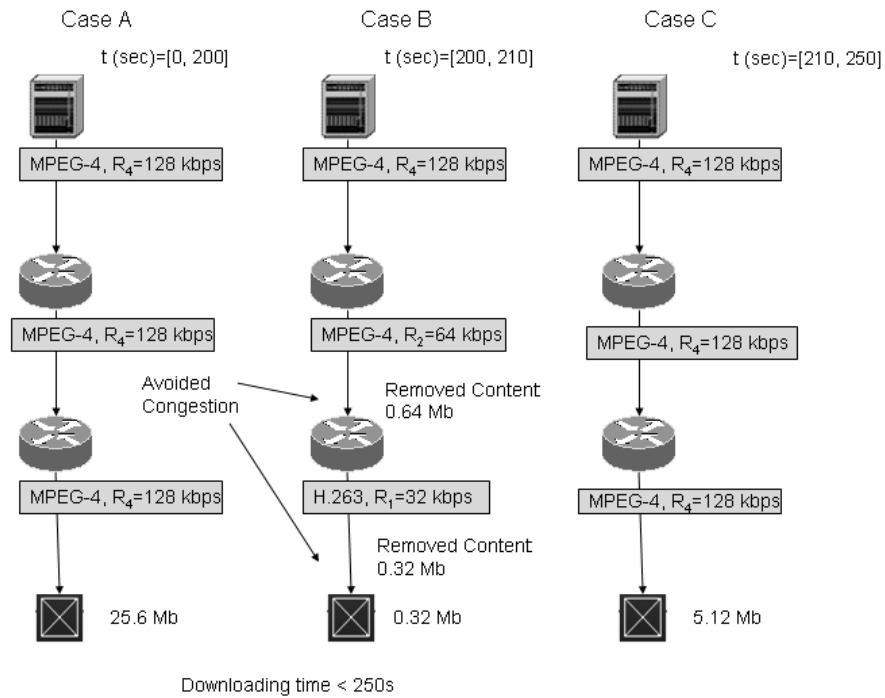 Case A
Case B
Case C
t (sec)=[0, 200]
t (sec)=[200, 210]
t (sec)=[210, 250]
MPEG-4, R₄=128 kbps
MPEG-4, R₄=128 kbps
MPEG-4, R₄=128 kbps
MPEG-4, R₄=128 kbps
MPEG-4, R₂=64 kbps
MPEG-4, R₄=128 kbps
Avoided
Congestion
Removed Content
0.64 Mb
MPEG-4, R₄=128 kbps
H.263, R₁=32 kbps
MPEG-4, R₄=128 kbps
Removed Content
0.32 Mb
25.6 Mb
0.32 Mb
5.12 Mb
Downloading time < 250s